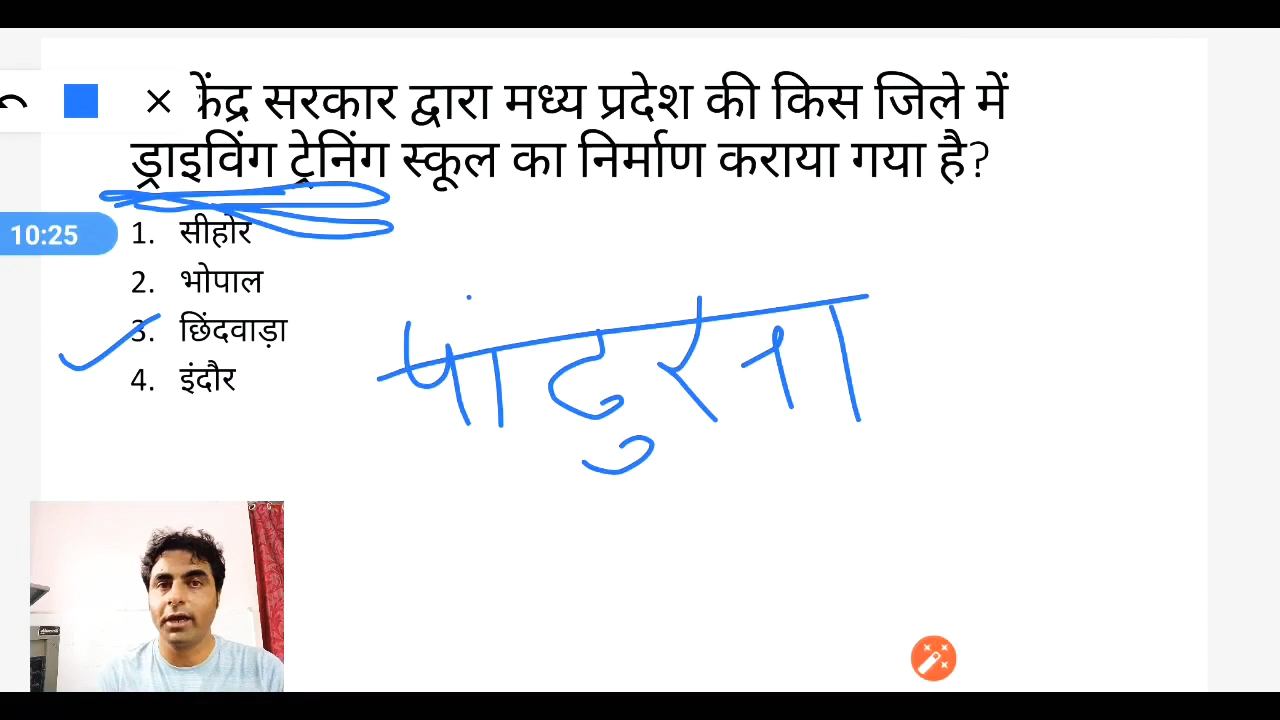 केंद्र सरकार द्वारा मध्य प्रदेश की किस जिले में
ड्राइविंग ट्रेनिंग स्कूल का निर्माण कराया गया है?
10:25
1. सीहोर
2. भोपाल
3. छिंदवाड़ा
4. इंदौर
पांढुरना